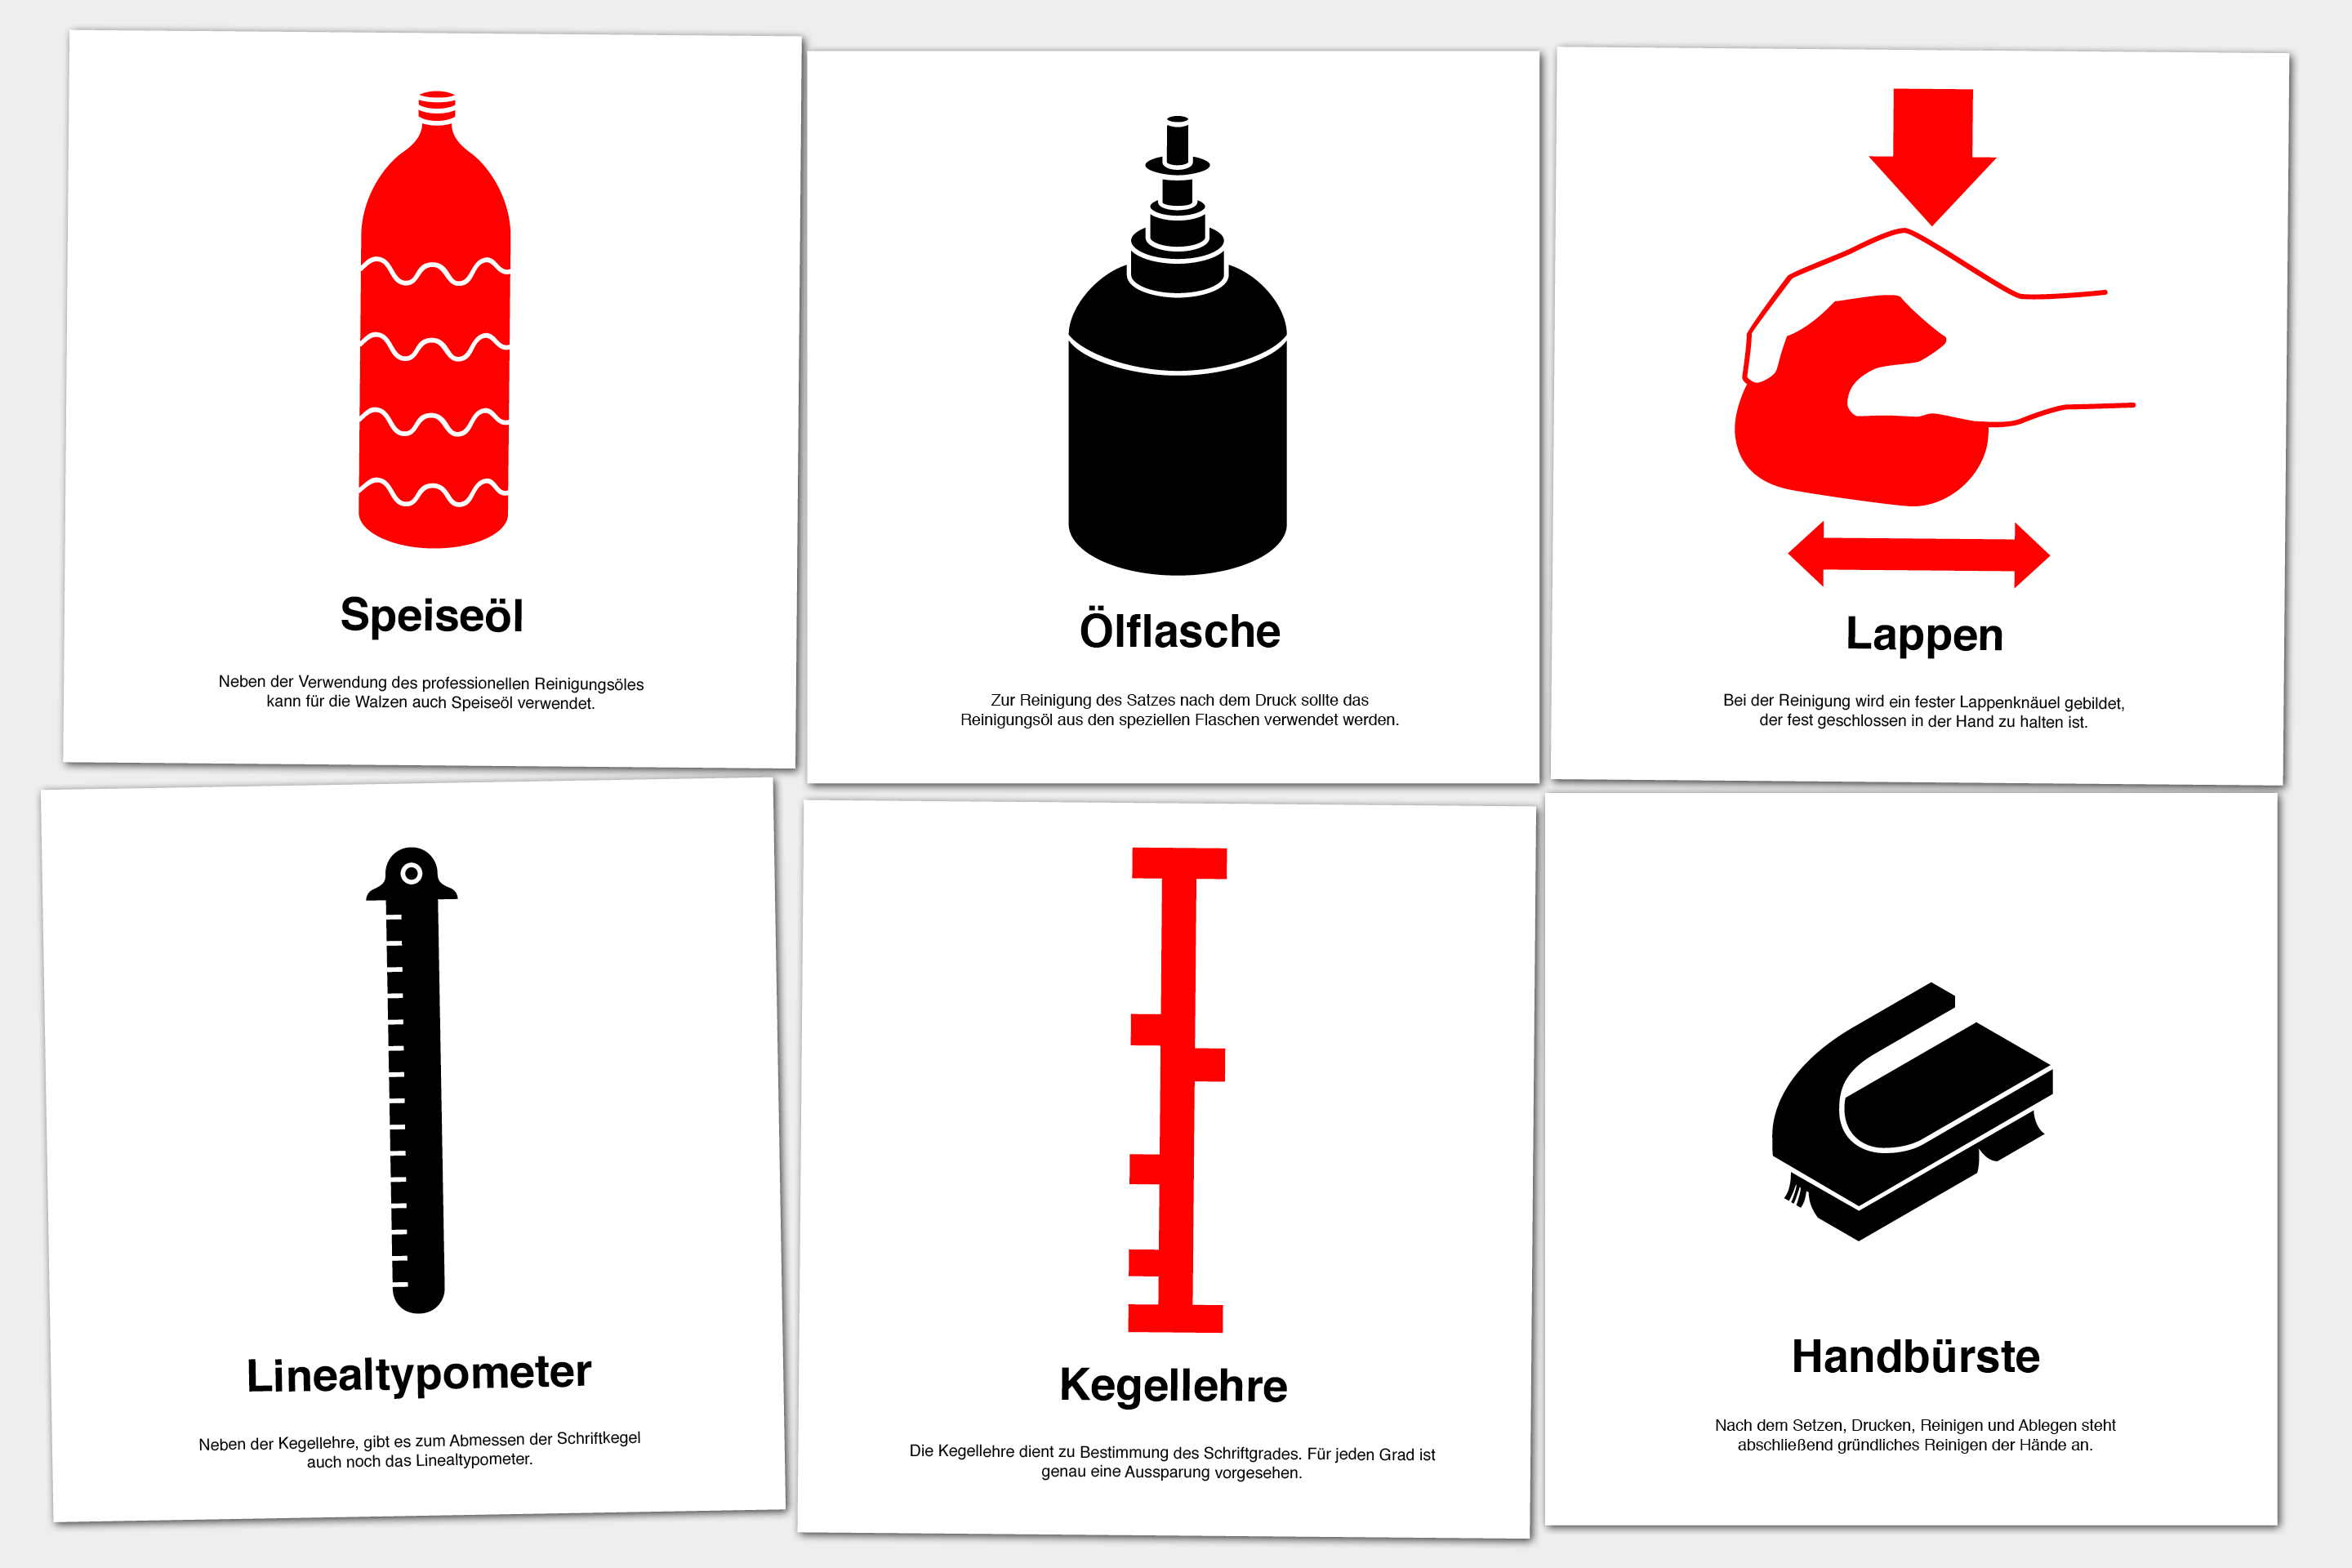 Speiseöl
Neben der Verwendung des professionellen Reinigungsöles
kann für die Walzen auch Speiseöl verwendet.
Ölflasche
Zur Reinigung des Satzes nach dem Druck sollte das
Reinigungsöl aus den speziellen Flaschen verwendet werden.
Lappen
Bei der Reinigung wird ein fester Lappenknäuel gebildet,
der fest geschlossen in der Hand zu halten ist.
Linealtypometer
Neben der Kegellehre, gibt es zum Abmessen der Schriftkegel
auch noch das Linealtypometer.
Kegellehre
Die Kegellehre dient zu Bestimmung des Schriftgrades. Für jeden Grad ist
genau eine Aussparung vorgesehen.
Handbürste
Nach dem Setzen, Drucken, Reinigen und Ablegen steht
abschließend gründliches Reinigen der Hände an.